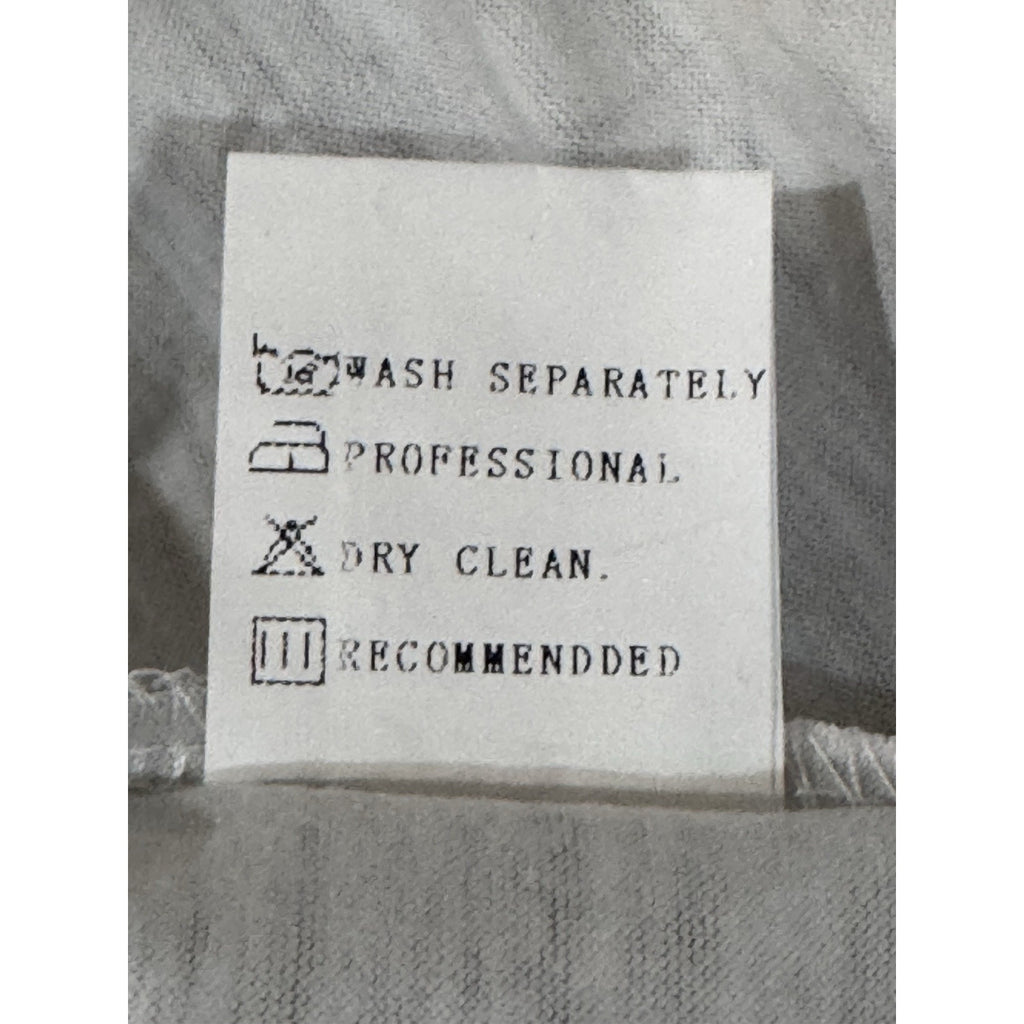 WASH SEPARATELY
PROFESSIONAL
DRY CLEAN.
RECOMMENDDED